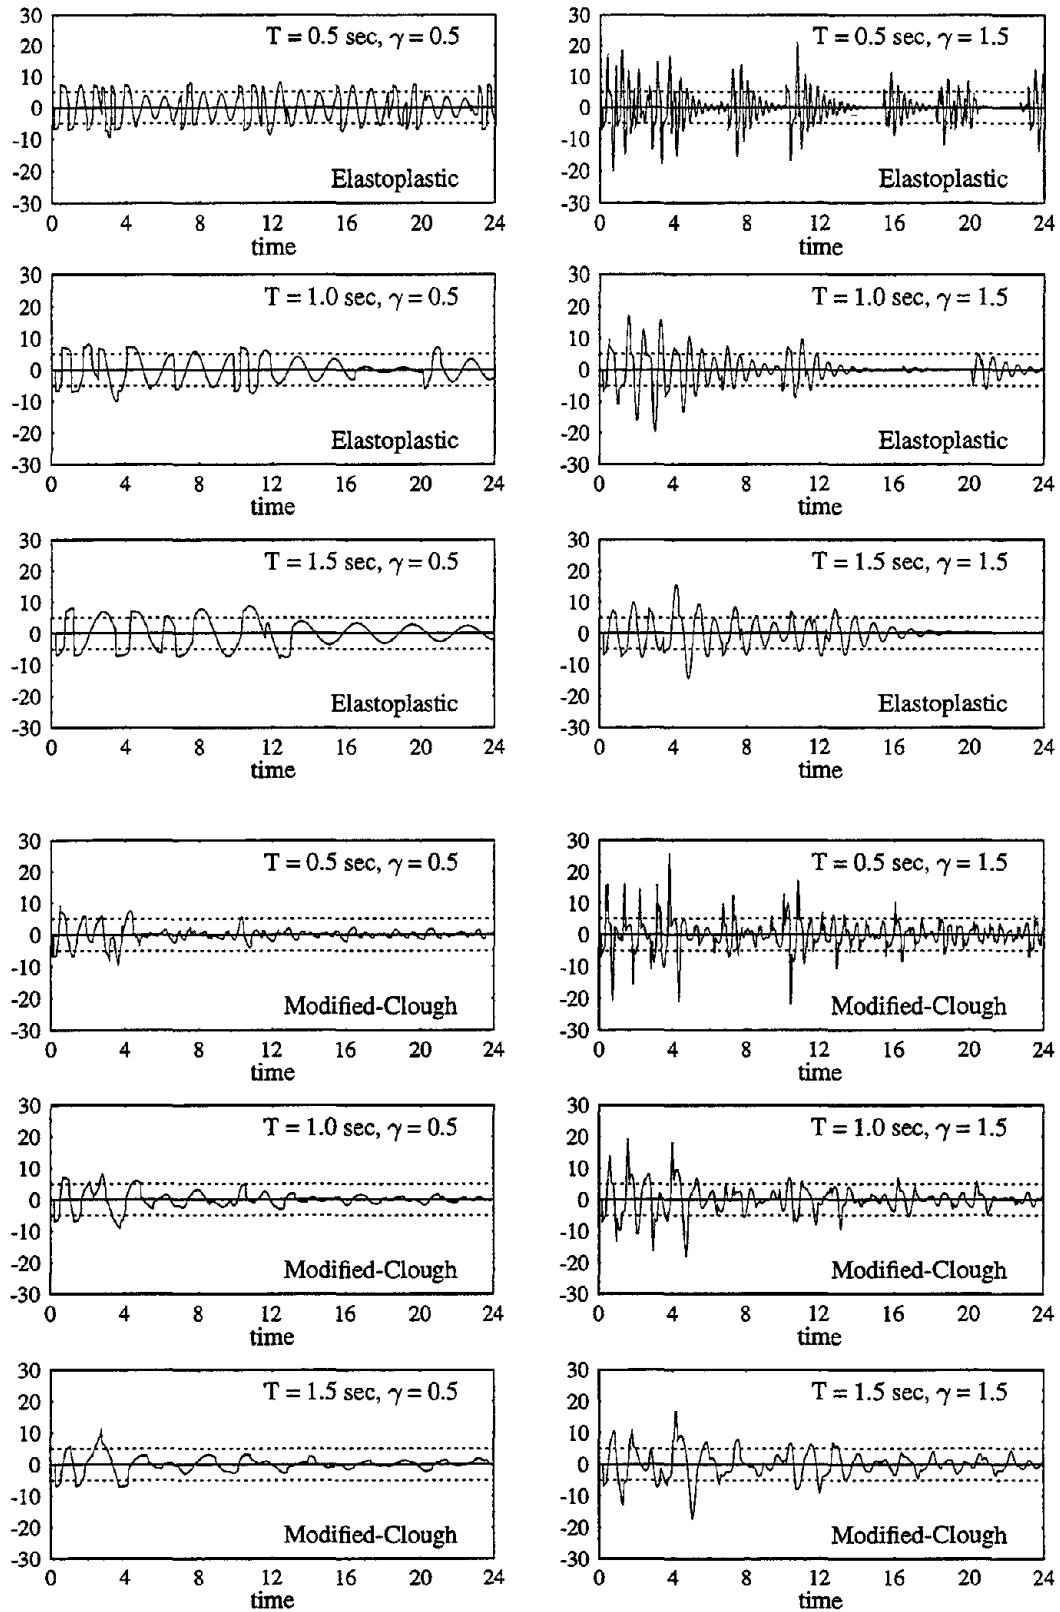 30
20
10
0
-10
-20
-30
T = 0.5 sec, γ = 0.5
Elastoplastic
0 4 8 12 16 20 24
time
30
20
10
0
-10
-20
-30
T = 0.5 sec, γ = 1.5
Elastoplastic
0 4 8 12 16 20 24
time
30
20
10
0
-10
-20
-30
T = 1.0 sec, γ = 0.5
Elastoplastic
0 4 8 12 16 20 24
time
30
20
10
0
-10
-20
-30
T = 1.0 sec, γ = 1.5
Elastoplastic
0 4 8 12 16 20 24
time
30
20
10
0
-10
-20
-30
T = 1.5 sec, γ = 0.5
Elastoplastic
0 4 8 12 16 20 24
time
30
20
10
0
-10
-20
-30
T = 1.5 sec, γ = 1.5
Elastoplastic
0 4 8 12 16 20 24
time
30
20
10
0
-10
-20
-30
T = 0.5 sec, γ = 0.5
Modified-Clough
0 4 8 12 16 20 24
time
30
20
10
0
-10
-20
-30
T = 0.5 sec, γ = 1.5
Modified-Clough
0 4 8 12 16 20 24
time
30
20
10
0
-10
-20
-30
T = 1.0 sec, γ = 0.5
Modified-Clough
0 4 8 12 16 20 24
time
30
20
10
0
-10
-20
-30
T = 1.0 sec, γ = 1.5
Modified-Clough
0 4 8 12 16 20 24
time
30
20
10
0
-10
-20
-30
T = 1.5 sec, γ = 0.5
Modified-Clough
0 4 8 12 16 20 24
time
30
20
10
0
-10
-20
-30
T = 1.5 sec, γ = 1.5
Modified-Clough
0 4 8 12 16 20 24
time